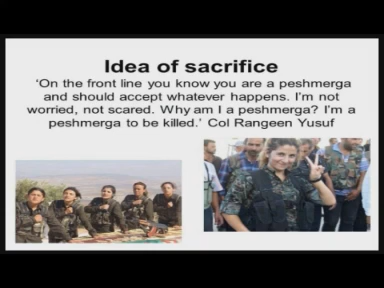 Idea of sacrifice
‘On the front line you know you are a peshmerga
and should accept whatever happens. I’m not
worried, not scared. Why am I a peshmerga? I’m a
peshmerga to be killed.’ Col Rangeen Yusuf